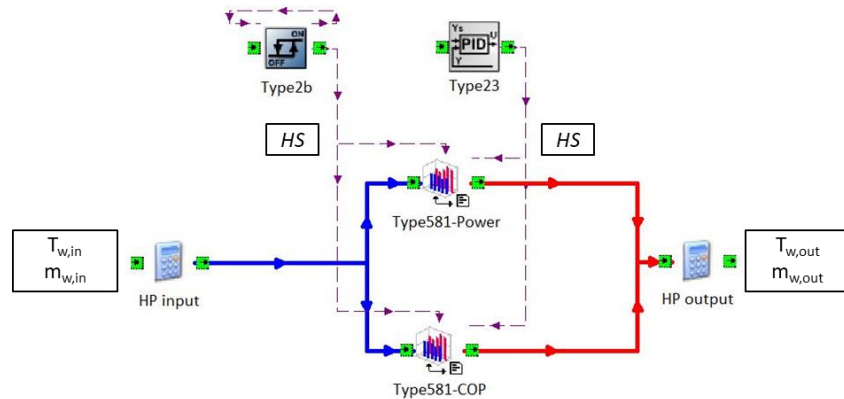 ON
OFF
Type2b
Ys
U
PID
Y
Type23
HS
HS
Type581-Power
Tw,in
mw,in
HP input
Tw,out
mw,out
HP output
Type581-COP